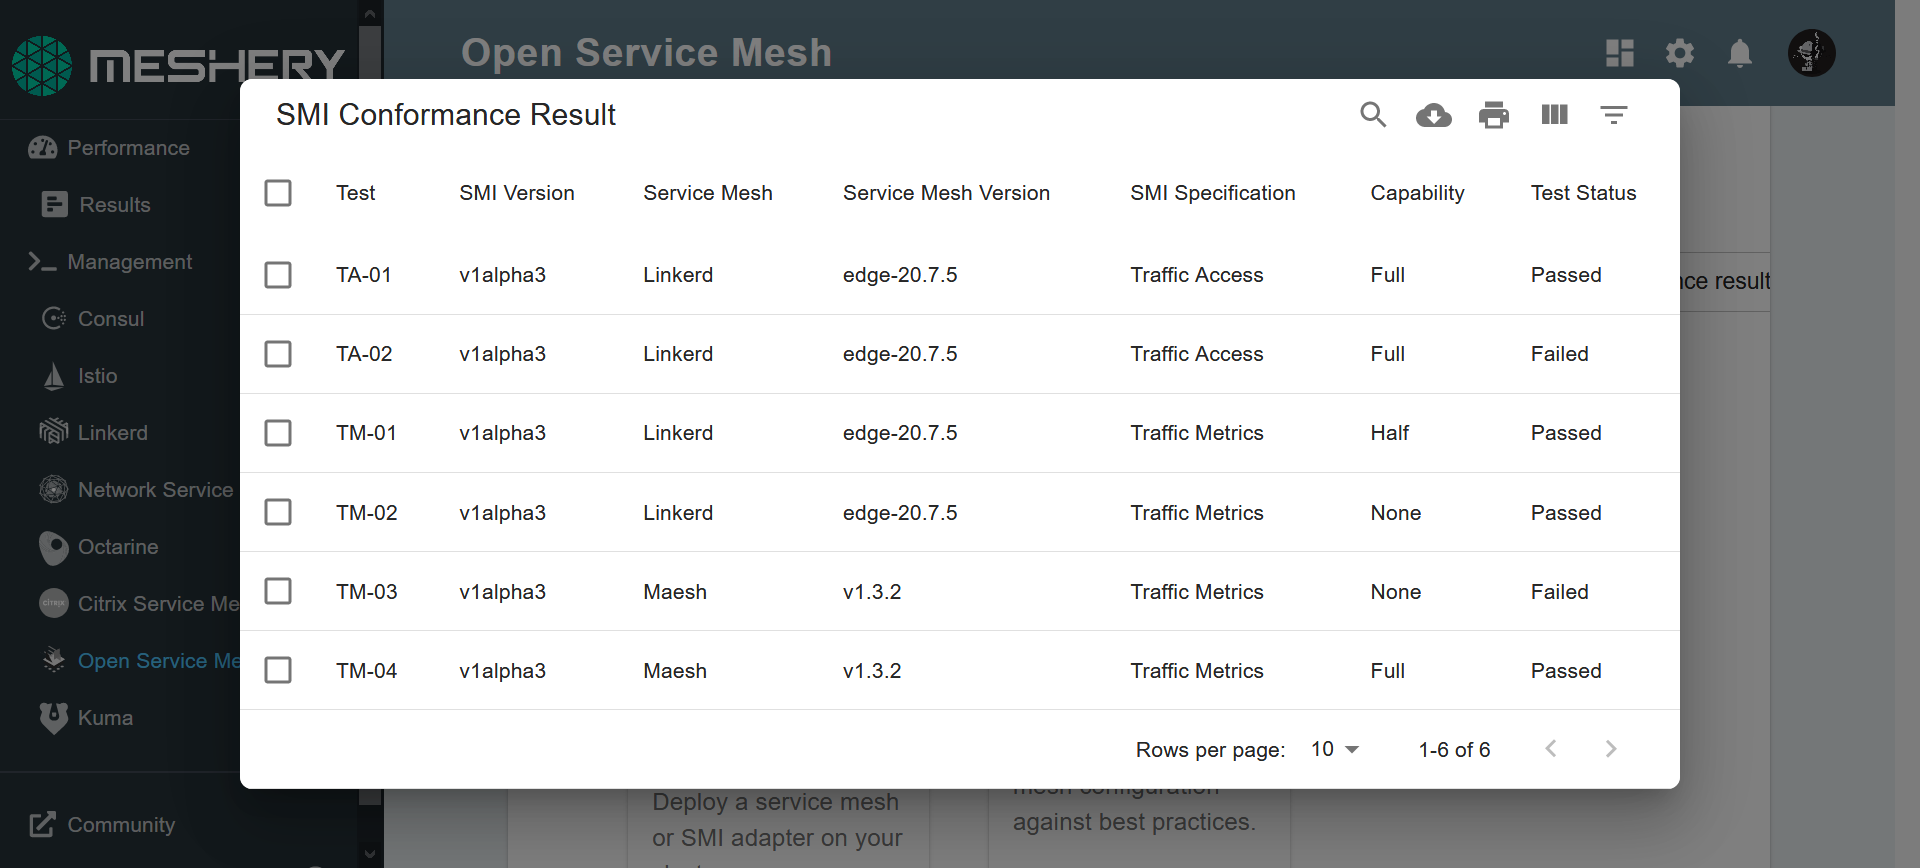 MESHERY
Open Service Mesh
Performance
Results
Management
Consul
Istio
Linkerd
Network Service
Octarine
citrix
Citrix Service Me
Open Service Me
Kuma
Community
SMI Conformance Result
Test SMI Version Service Mesh Service Mesh Version SMI Specification Capability Test Status
TA-01 v1alpha3 Linkerd edge-20.7.5 Traffic Access Full Passed
TA-02 v1alpha3 Linkerd edge-20.7.5 Traffic Access Full Failed
TM-01 v1alpha3 Linkerd edge-20.7.5 Traffic Metrics Half Passed
TM-02 v1alpha3 Linkerd edge-20.7.5 Traffic Metrics None Passed
TM-03 v1alpha3 Maesh v1.3.2 Traffic Metrics None Failed
TM-04 v1alpha3 Maesh v1.3.2 Traffic Metrics Full Passed
Rows per page: 10 1-6 of 6
nce result
Deploy a service mesh
or SMI adapter on your
mesh configuration
against best practices.